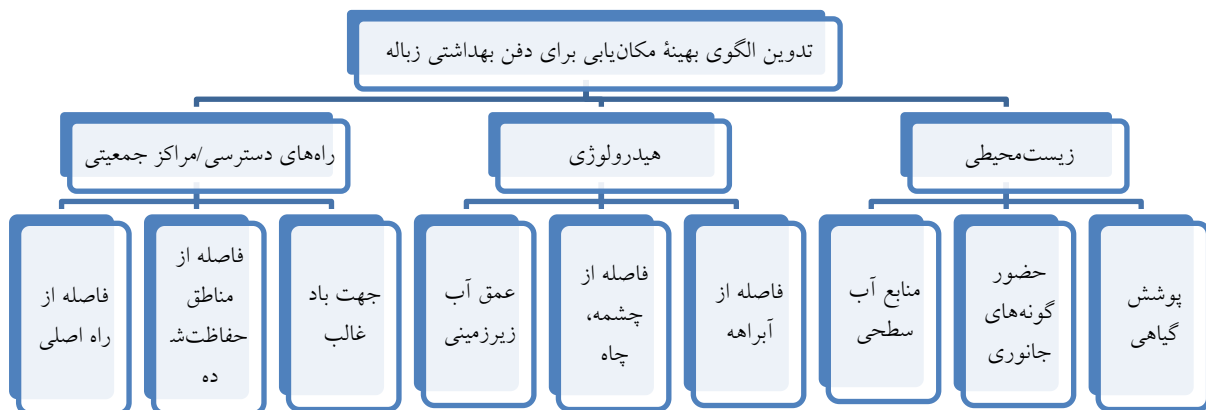 تدوین الگوی بهینۀ مکان‌یابی برای دفن بهداشتی زباله
زیست‌محیطی
هیدرولوژی
راه‌های دسترسی/مراکز جمعیتی
پوشش
گیاهی
حضور
گونه‌های
جانوری
منابع آب
سطحی
فاصله از
آبراهه
فاصله از
چشمه،
چاه
عمق آب
زیرزمینی
جهت باد
غالب
فاصله از
مناطق
حفاظت‌ش
ده
فاصله از
راه اصلی